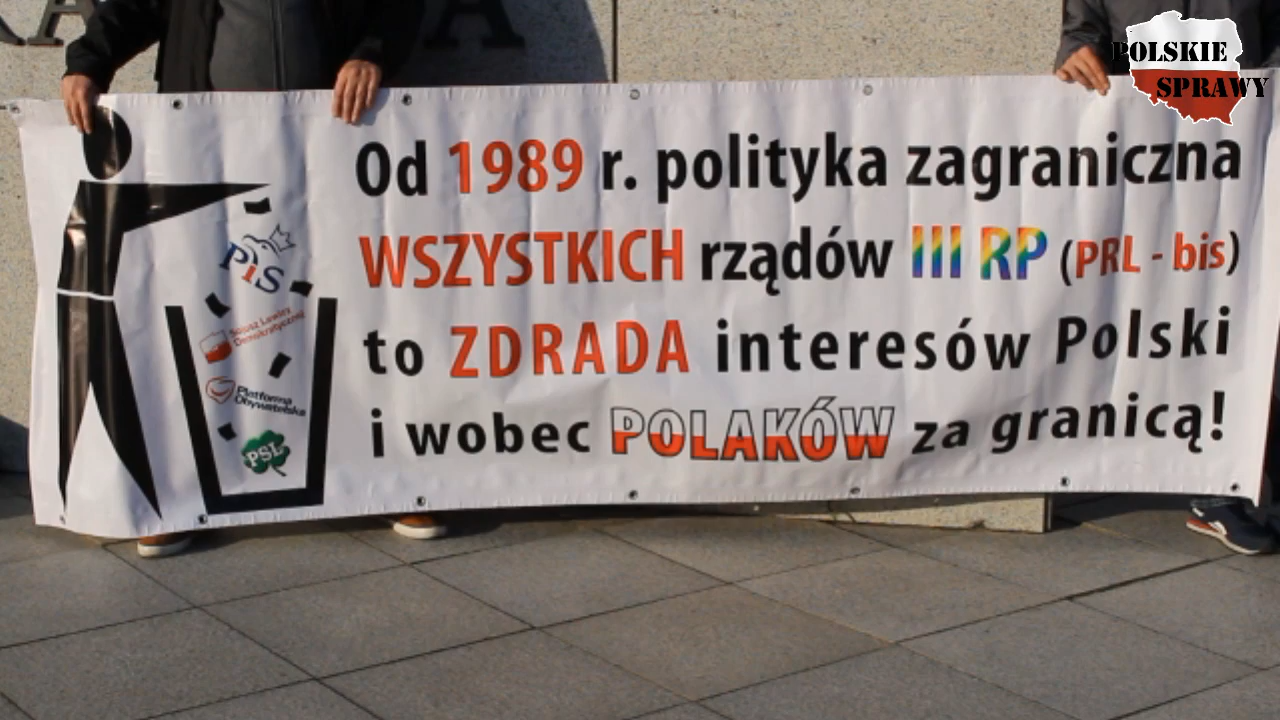 POLSKIE
SPRAWY
Od 1989 r. polityka zagraniczna
WSZYSTKICH rządów III RP (PRL - bis)
to ZDRADA interesów Polski
i wobec POLAKÓW za granicą!
PiS
Sojusz Lewicy
Demokratycznej
Platforma
Obywatelska
PSL